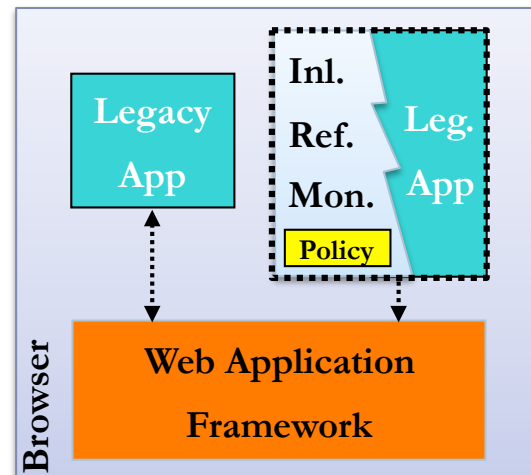 Legacy
App
Inl.
Ref.
Mon.
Policy
Leg.
App
Web Application
Framework
Browser